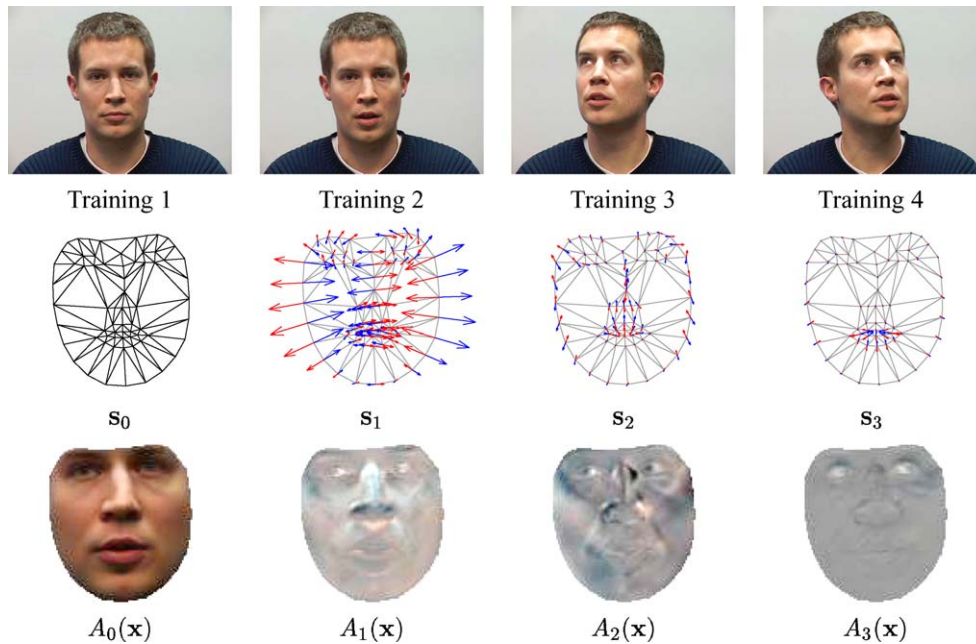 Training 1 Training 2 Training 3 Training 4
s₀ s₁ s₂ s₃
A₀(x) A₁(x) A₂(x) A₃(x)